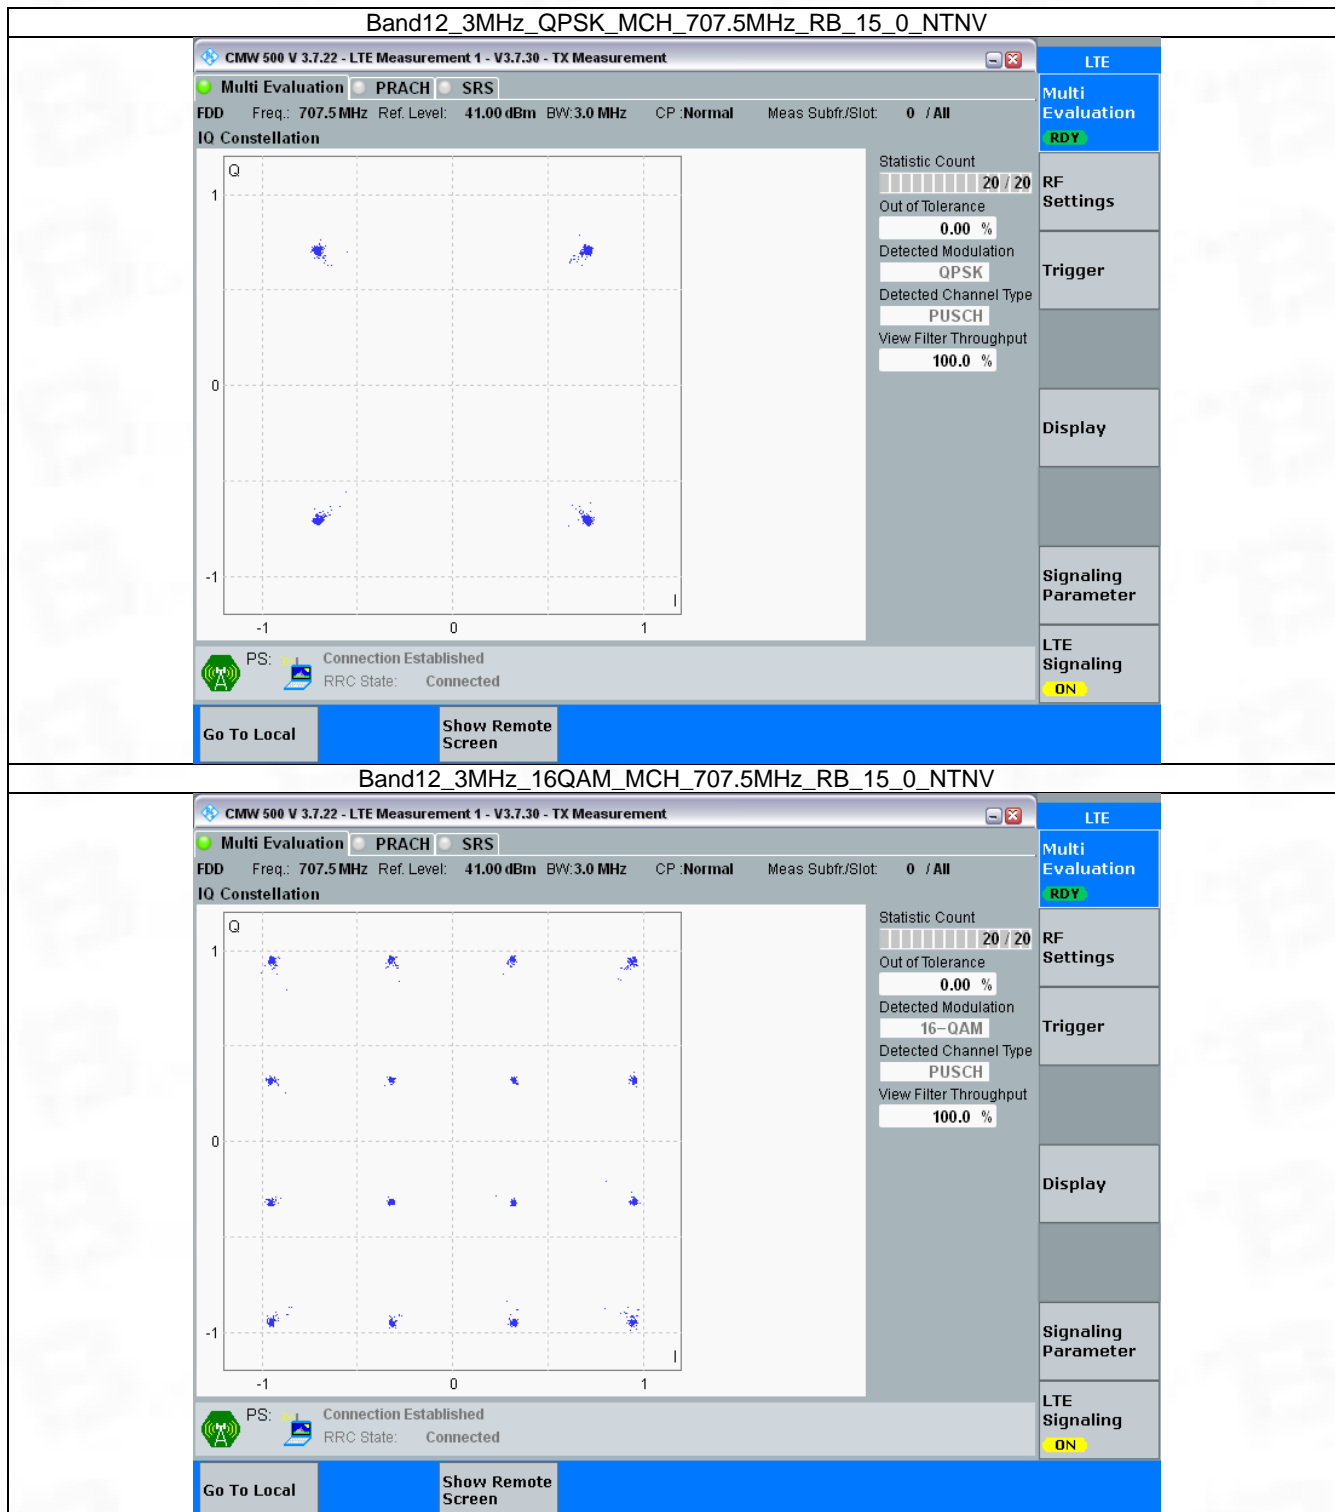 Band12_3MHz_QPSK_MCH_707.5MHz_RB_15_0_NTNV
CMW 500 V 3.7.22 - LTE Measurement 1 - V3.7.30 - TX Measurement
LTE
Multi Evaluation PRACH SRS
Multi
Evaluation
RDY
FDD Freq.: 707.5 MHz Ref. Level: 41.00 dBm BW: 3.0 MHz CP :Normal Meas Subfr./Slot: 0 / All
IQ Constellation
Q
1
0
-1
I
-1 0 1
Statistic Count
20 / 20
Out of Tolerance
0.00 %
Detected Modulation
QPSK
Detected Channel Type
PUSCH
View Filter Throughput
100.0 %
RF
Settings
Trigger
Display
Signaling
Parameter
LTE
Signaling
ON
PS: Connection Established
RRC State: Connected
Go To Local
Show Remote
Screen
Band12_3MHz_16QAM_MCH_707.5MHz_RB_15_0_NTNV
CMW 500 V 3.7.22 - LTE Measurement 1 - V3.7.30 - TX Measurement
LTE
Multi Evaluation PRACH SRS
Multi
Evaluation
RDY
FDD Freq.: 707.5 MHz Ref. Level: 41.00 dBm BW: 3.0 MHz CP :Normal Meas Subfr./Slot: 0 / All
IQ Constellation
Q
1
0
-1
I
-1 0 1
Statistic Count
20 / 20
Out of Tolerance
0.00 %
Detected Modulation
16-QAM
Detected Channel Type
PUSCH
View Filter Throughput
100.0 %
RF
Settings
Trigger
Display
Signaling
Parameter
LTE
Signaling
ON
PS: Connection Established
RRC State: Connected
Go To Local
Show Remote
Screen